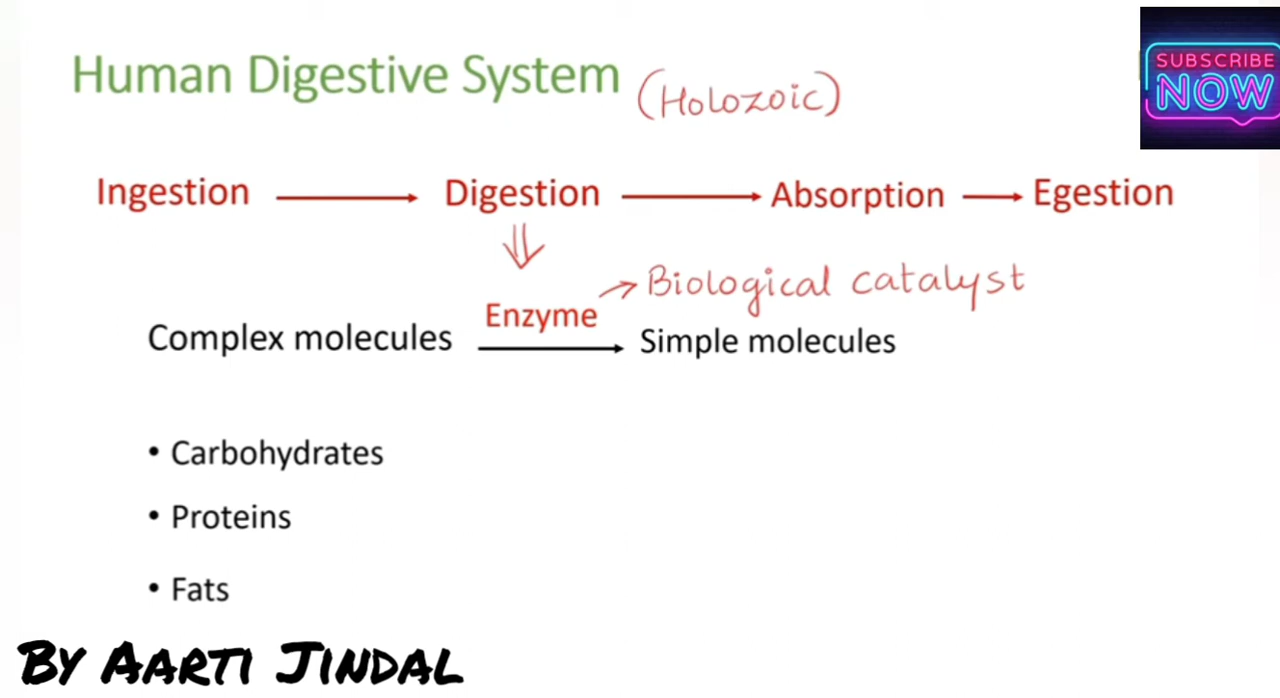 Human Digestive System (Holozoic)
SUBSCRIBE
NOW
Ingestion Digestion Absorption Egestion
Biological catalyst
Enzyme
Complex molecules Simple molecules
• Carbohydrates
• Proteins
• Fats
By Aarti Jindal